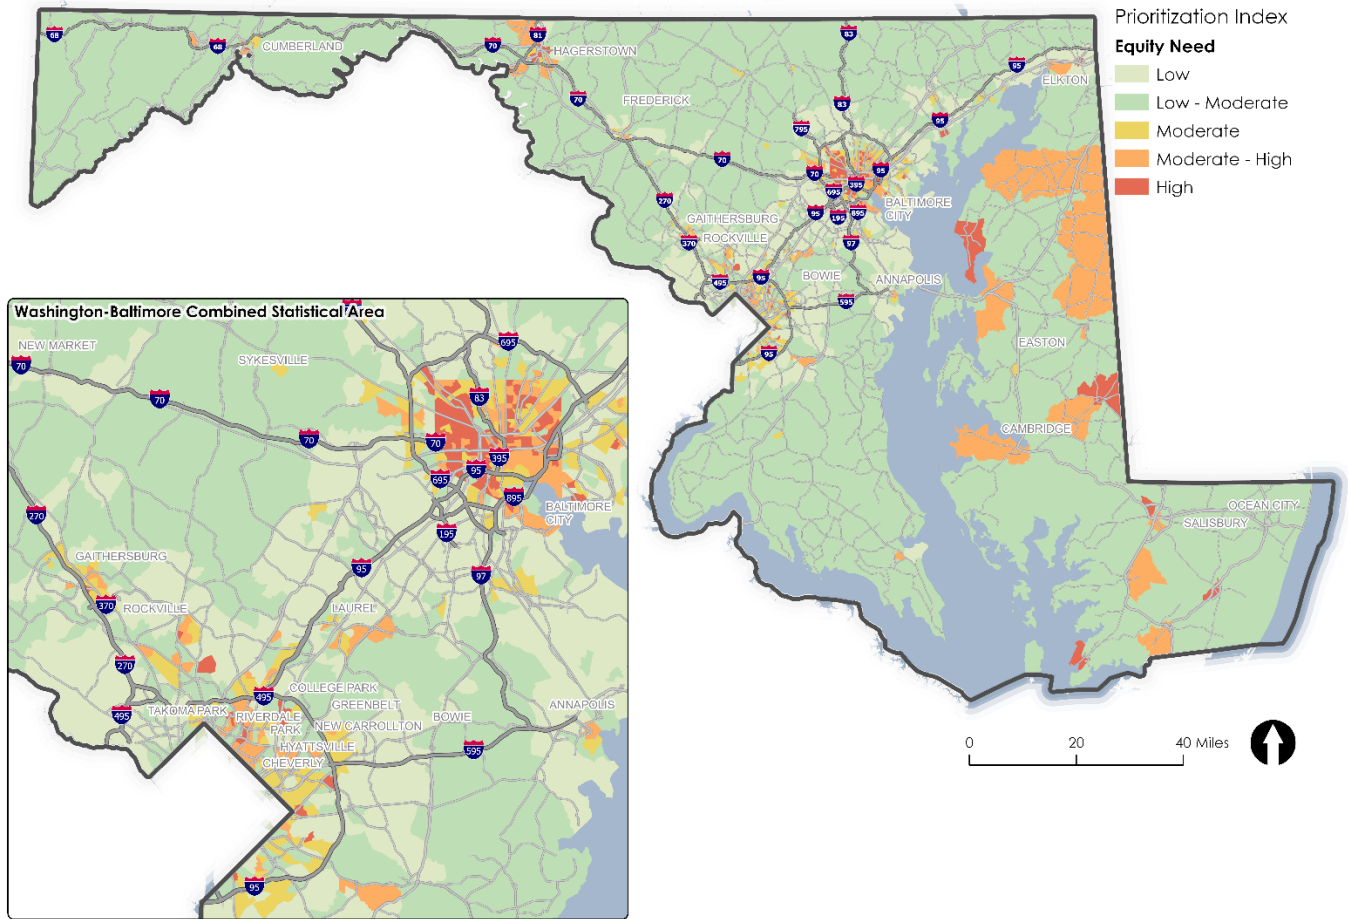 Prioritization Index
Equity Need
Low
Low - Moderate
Moderate
Moderate - High
High
68
68
CUMBERLAND
70
81
HAGERSTOWN
70
FREDERICK
83
83
795
95
95
ELKTON
70
70
695
395
95
BALTIMORE
CITY
95
195
895
97
270
GAITHERSBURG
370
ROCKVILLE
495
95
BOWIE
595
ANNAPOLIS
95
EASTON
CAMBRIDGE
OCEAN CITY
SALISBURY
0
20
40 Miles
Washington-Baltimore Combined Statistical Area
NEW MARKET
70
SYKESVILLE
695
70
83
70
70
395
95
695
895
BALTIMORE
CITY
195
270
GAITHERSBURG
95
97
370
ROCKVILLE
LAUREL
270
495
COLLEGE PARK
GREENBELT
495
TAKOMA PARK
RIVERDALE
PARK
BOWIE
ANNAPOLIS
NEW CARROLLTON
HYATTSVILLE
595
CHEVERLY
95